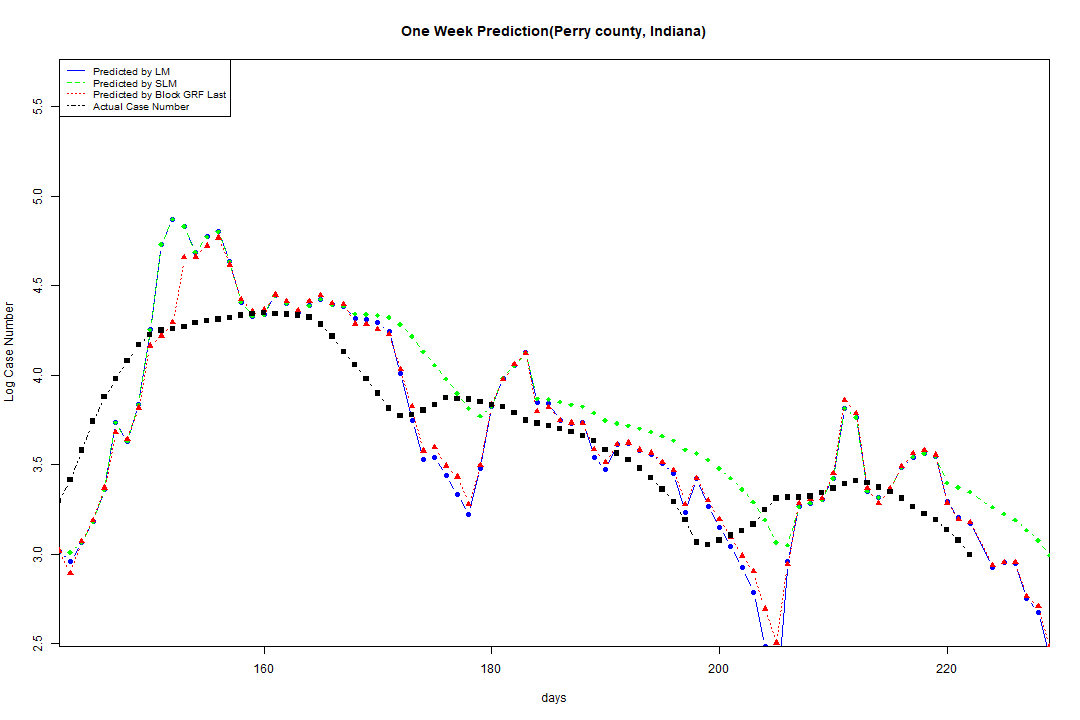 One Week Prediction(Perry county, Indiana)
Predicted by LM
Predicted by SLM
Predicted by Block GRF Last
Actual Case Number
5.5
5.0
4.5
4.0
3.5
3.0
2.5
Log Case Number
160 180 200 220
days